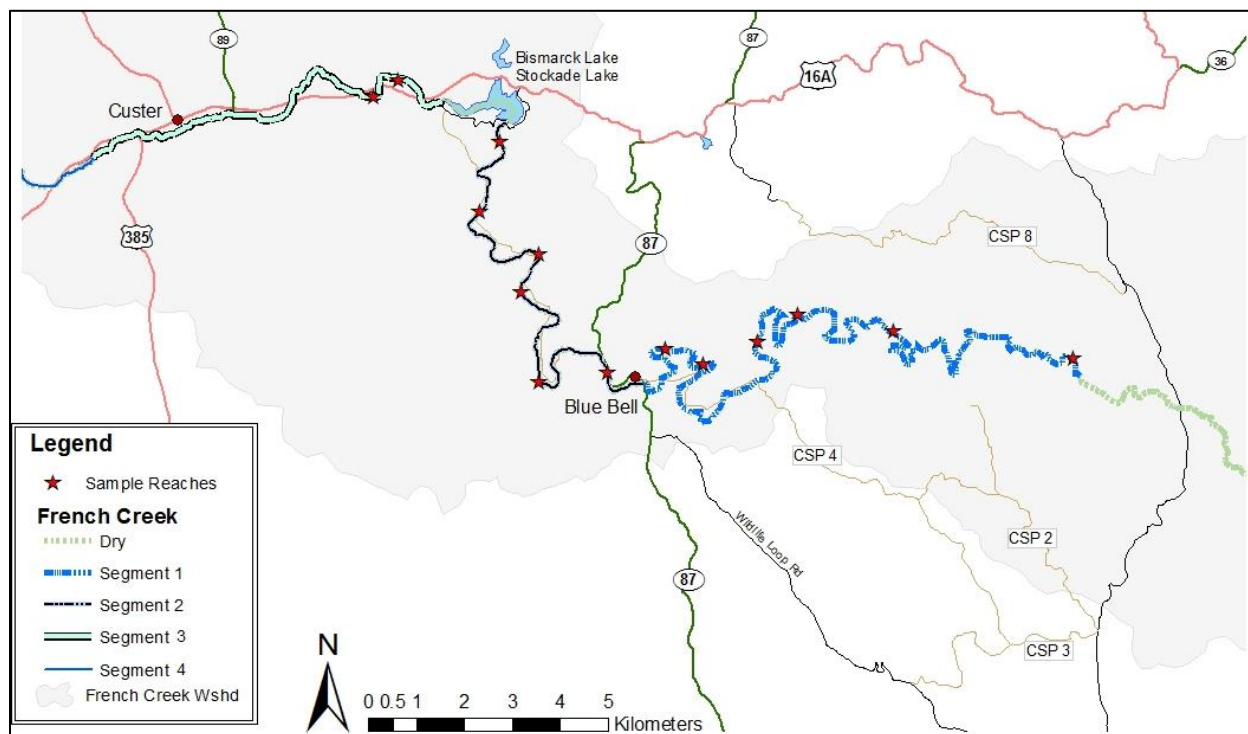 89
87
36
Bismarck Lake
Stockade Lake
16A
Custer
385
87
CSP 8
Blue Bell
CSP 4
Wildlife Loop Rd
CSP 2
87
CSP 3
Legend
Sample Reaches
French Creek
Dry
Segment 1
Segment 2
Segment 3
Segment 4
French Creek Wshd
N
0 0.5 1 2 3 4 5
Kilometers